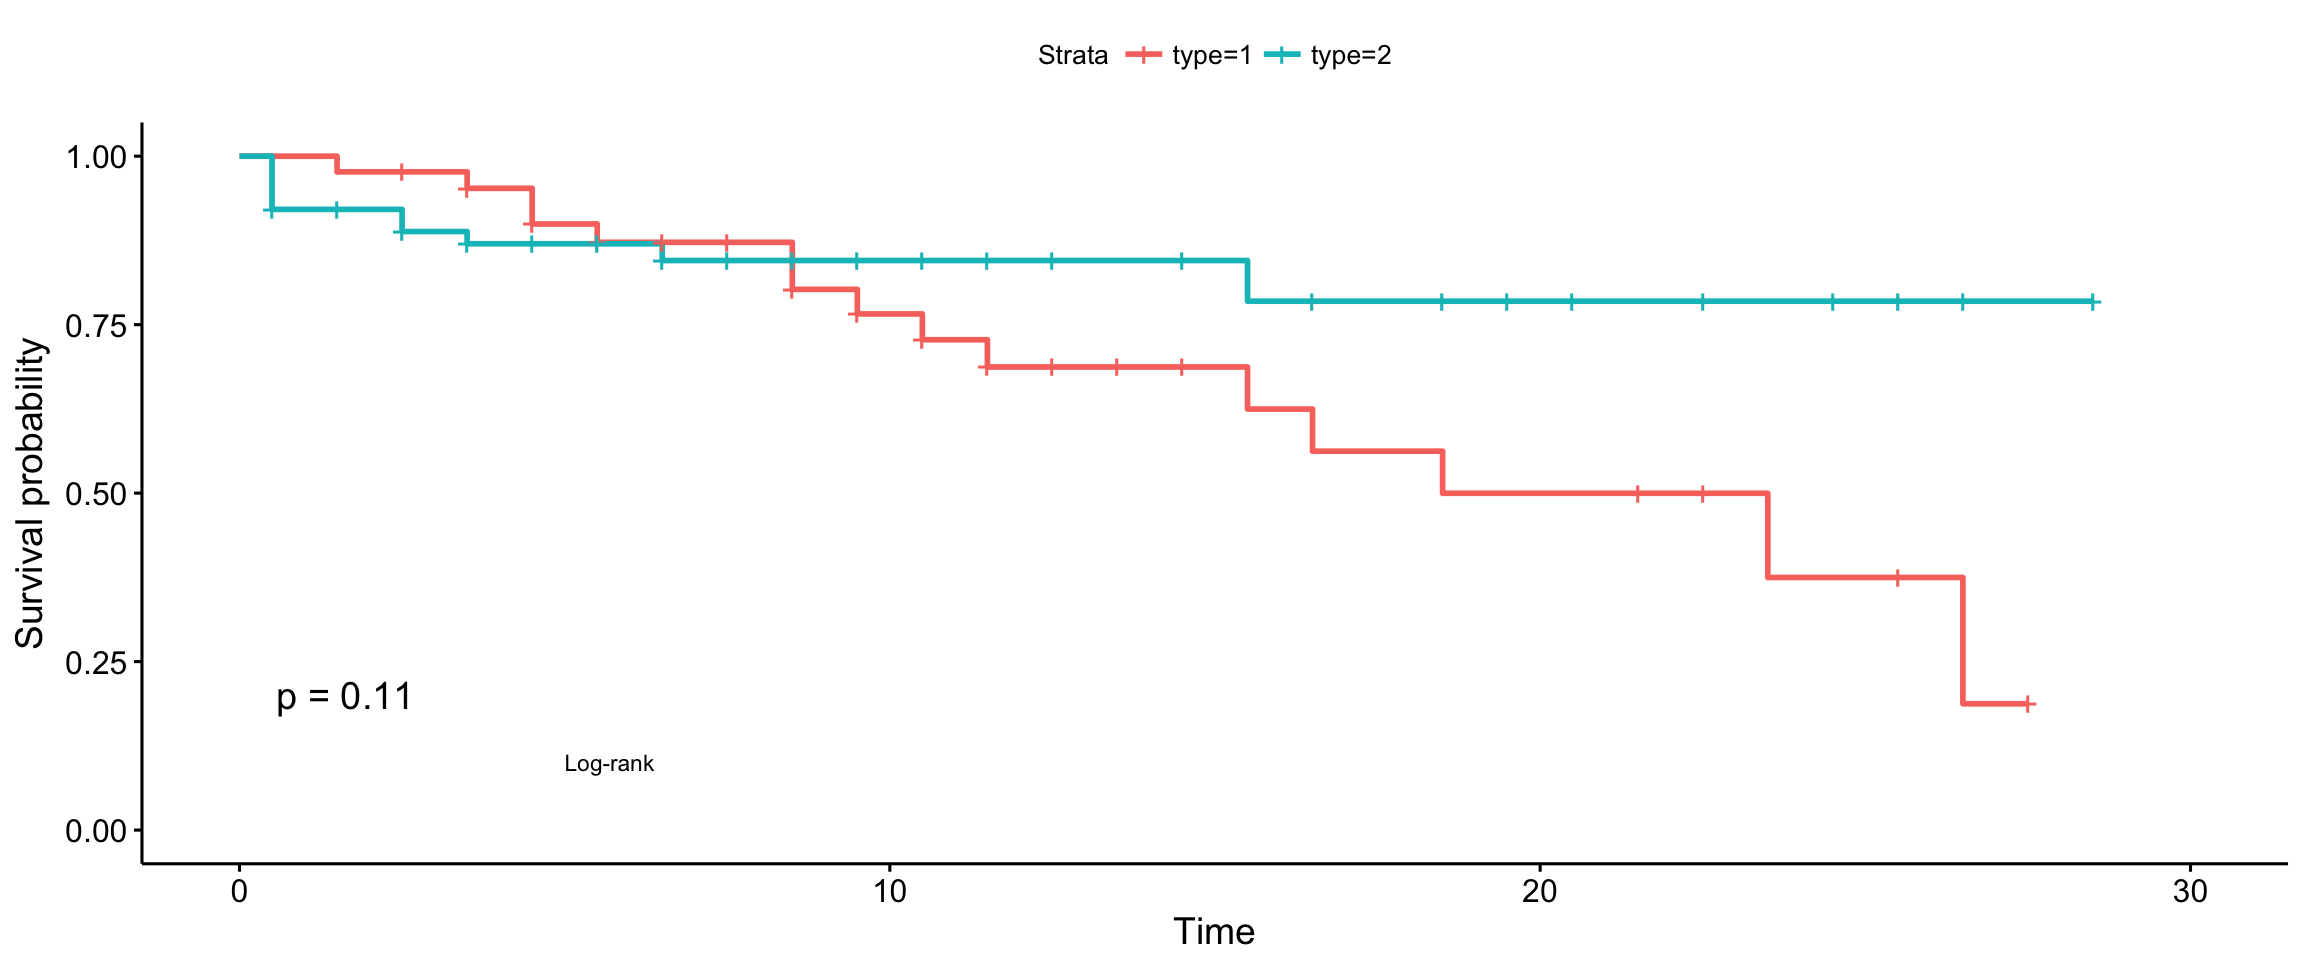 Strata type=1 type=2
Survival probability
1.00
0.75
0.50
0.25
0.00
p = 0.11
Log-rank
0 10 20 30
Time